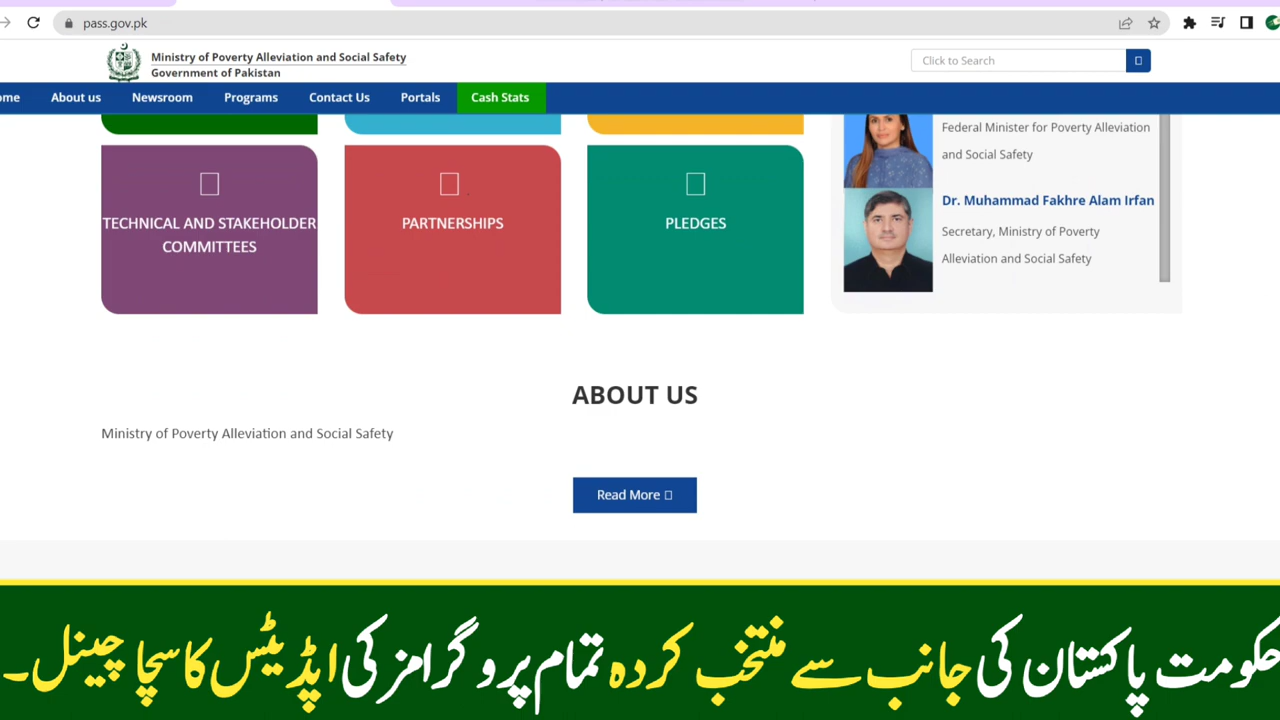 pass.gov.pk
Ministry of Poverty Alleviation and Social Safety
Government of Pakistan
Click to Search
ome
About us
Newsroom
Programs
Contact Us
Portals
Cash Stats
Federal Minister for Poverty Alleviation
and Social Safety
Dr. Muhammad Fakhre Alam Irfan
Secretary, Ministry of Poverty
Alleviation and Social Safety
TECHNICAL AND STAKEHOLDER
COMMITTEES
PARTNERSHIPS
PLEDGES
ABOUT US
Ministry of Poverty Alleviation and Social Safety
Read More
حکومت پاکستان کی جانب سے منتخب کردہ تمام پروگرامز کی اپڈیٹس کا سچا چینل۔